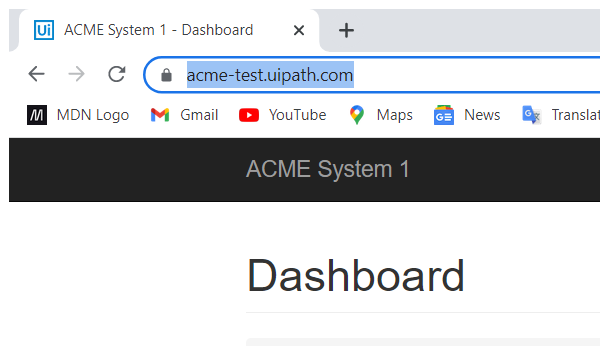 Ui ACME System 1 - Dashboard
acme-test.uipath.com
MDN Logo Gmail YouTube Maps News Translat
ACME System 1
Dashboard